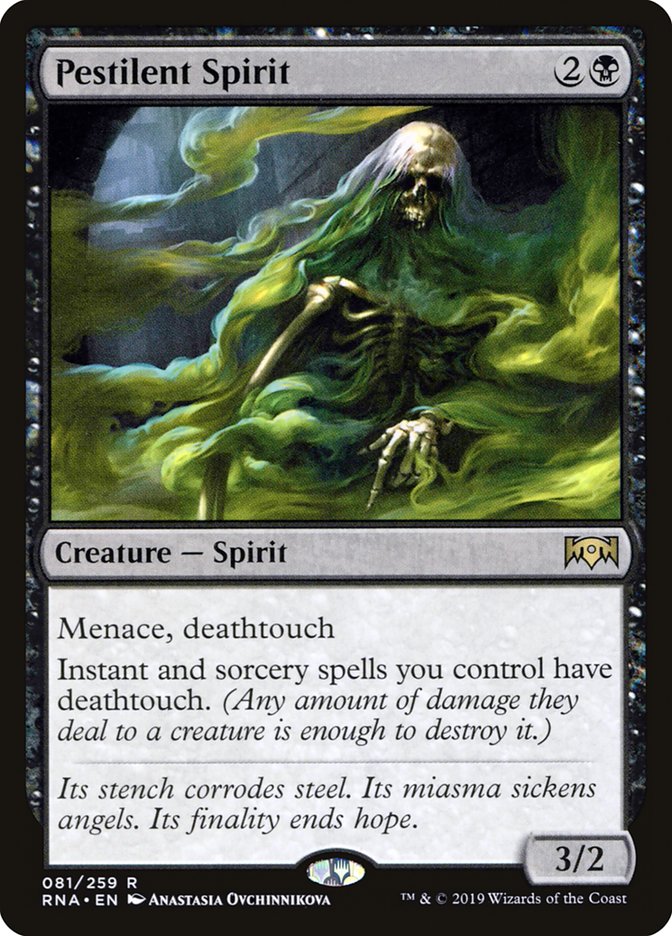 Pestilent Spirit 2
Creature — Spirit
Menace, deathtouch
Instant and sorcery spells you control have
deathtouch. (Any amount of damage they
deal to a creature is enough to destroy it.)
Its stench corrodes steel. Its miasma sickens
angels. Its finality ends hope.
3/2
081/259 R
RNA • EN Anastasia Ovchinnikova
™ & © 2019 Wizards of the Coast